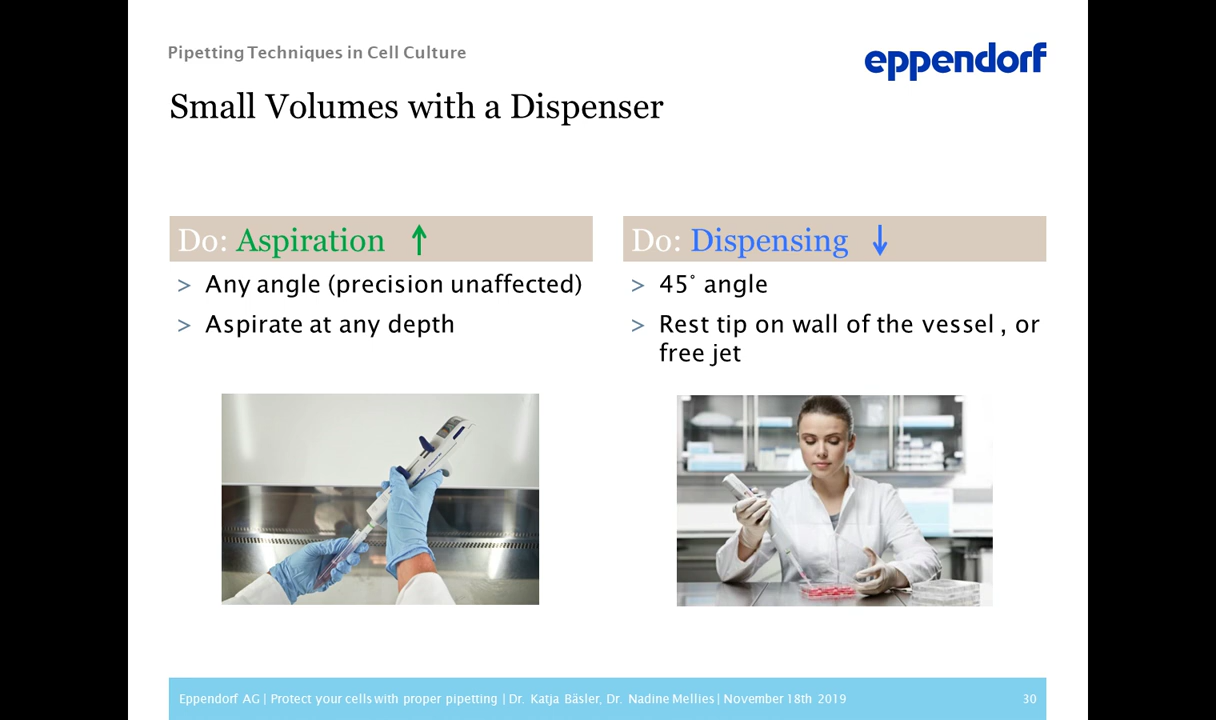 Pipetting Techniques in Cell Culture
eppendorf
Small Volumes with a Dispenser
Do: Aspiration ↑
> Any angle (precision unaffected)
> Aspirate at any depth
Do: Dispensing ↓
> 45° angle
> Rest tip on wall of the vessel , or
free jet
Eppendorf AG | Protect your cells with proper pipetting | Dr. Katja Bäsler, Dr. Nadine Mellies | November 18th 2019
30